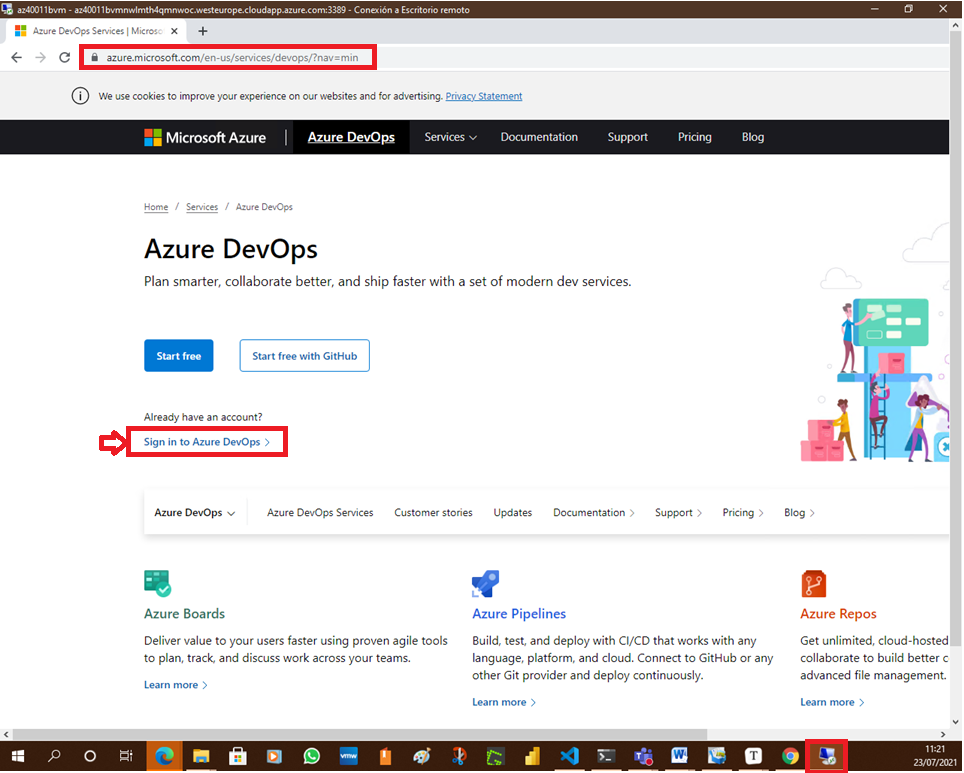 az40011bvm - az40011bvmnwlmth4qmnwoc.westeurope.cloudapp.azure.com:3389 - Conexión a Escritorio remoto
Azure DevOps Services | Microso
azure.microsoft.com/en-us/services/devops/?nav=min
We use cookies to improve your experience on our websites and for advertising. Privacy Statement
Microsoft Azure | Azure DevOps Services Documentation Support Pricing Blog
Home / Services / Azure DevOps
Azure DevOps
Plan smarter, collaborate better, and ship faster with a set of modern dev services.
Start free Start free with GitHub
Already have an account?
Sign in to Azure DevOps >
Azure DevOps Azure DevOps Services Customer stories Updates Documentation > Support > Pricing > Blog >
Azure Boards
Deliver value to your users faster using proven agile tools
to plan, track, and discuss work across your teams.
Learn more >
Azure Pipelines
Build, test, and deploy with CI/CD that works with any
language, platform, and cloud. Connect to GitHub or any
other Git provider and deploy continuously.
Learn more >
Azure Repos
Get unlimited, cloud-hosted
collaborate to build better c
advanced file management.
Learn more >
vmw
T
11:21
23/07/2021